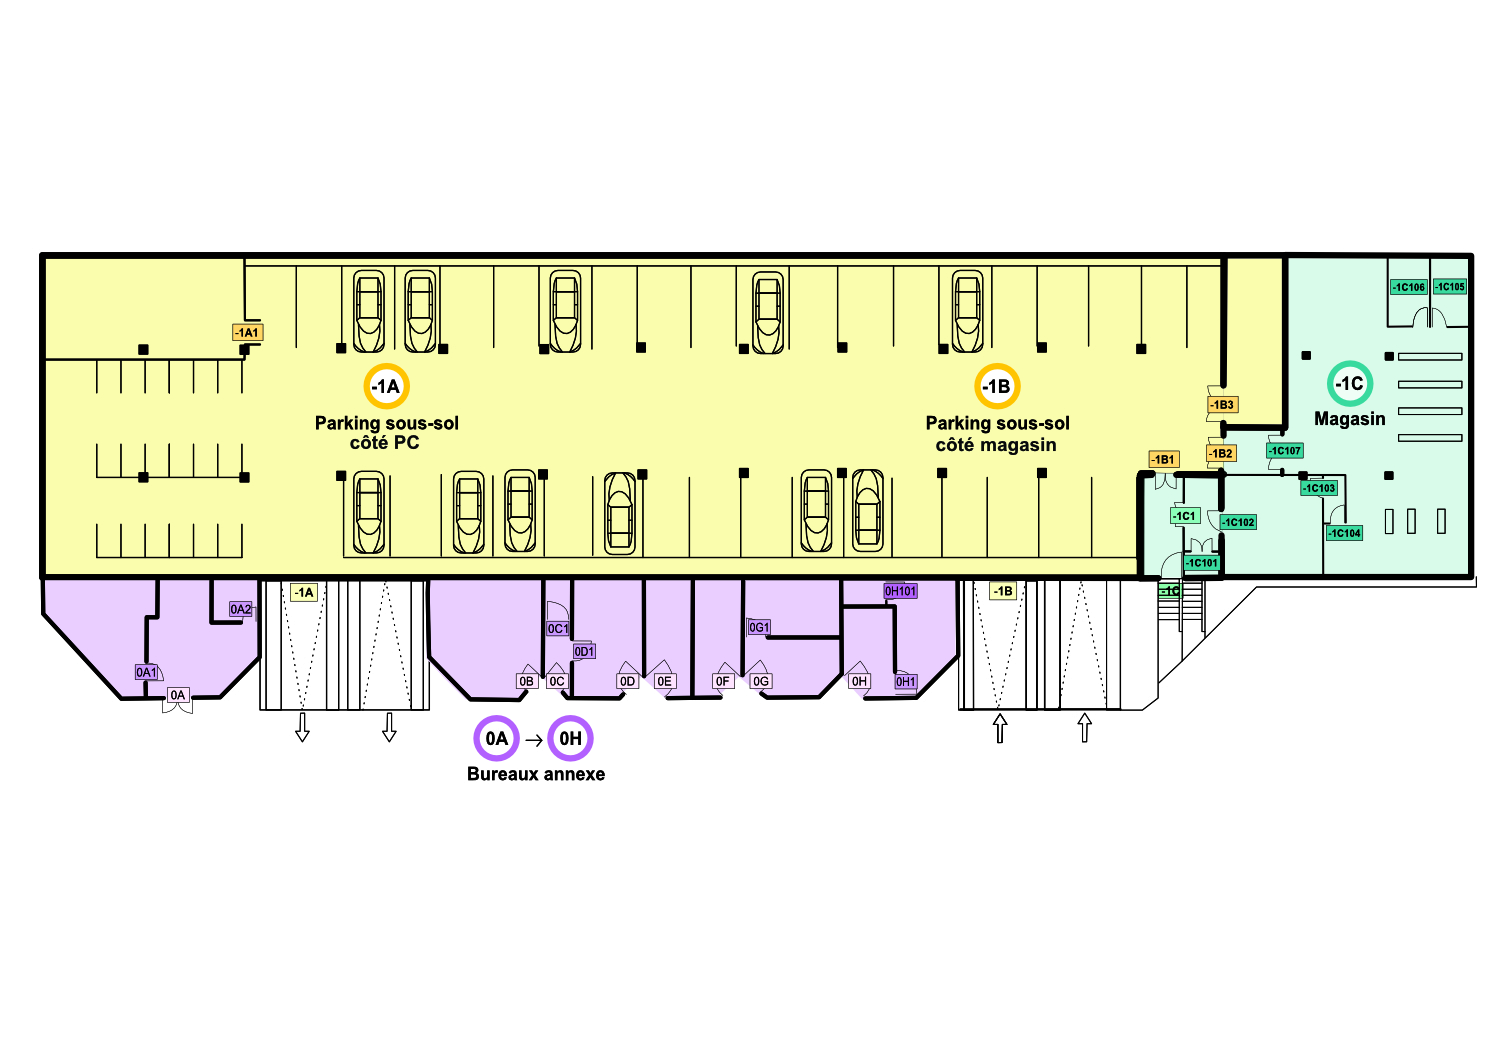 -1C106
-1C105
-1A1
-1A
Parking sous-sol
côté PC
-1B
Parking sous-sol
côté magasin
-1C
Magasin
-1B3
-1B2
-1C107
-1B1
-1C103
-1C1
-1C102
-1C104
-1C101
-1A
-1B
-1C
0A2
0A1
0A
0C1
0D1
0G1
0H101
0B
0C
0D
0E
0F
0G
0H
0H1
0A → 0H
Bureaux annexe